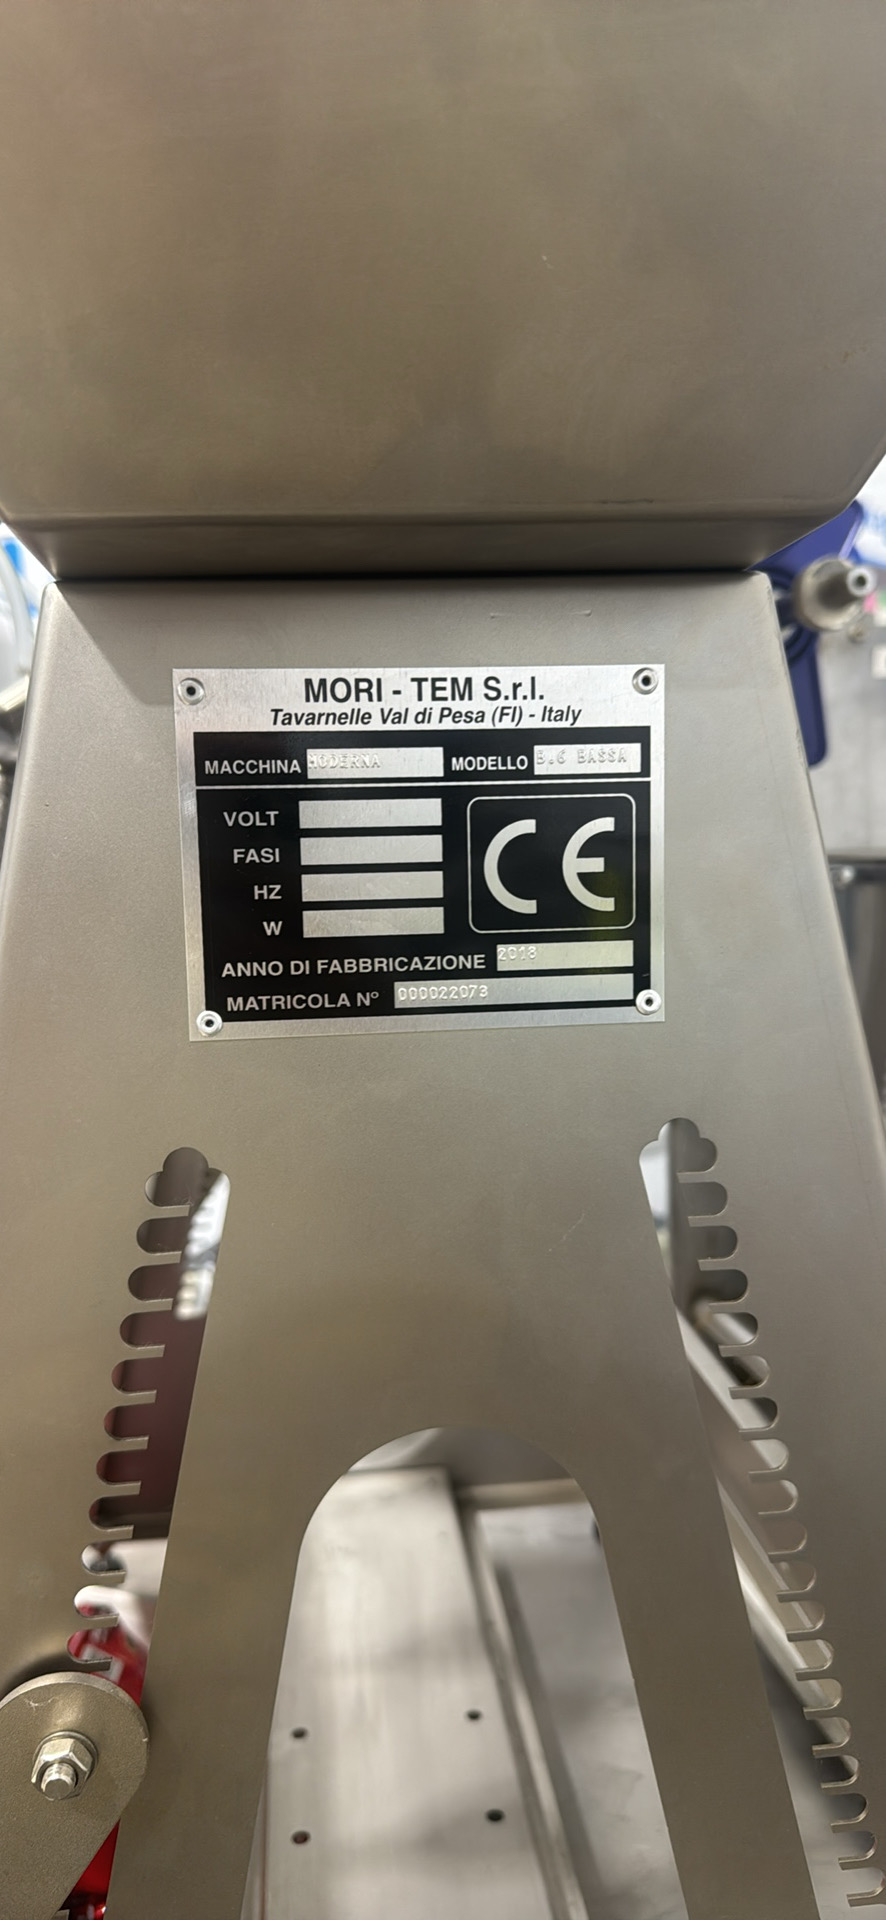 MORI - TEM S.r.l.
Tavarnelle Val di Pesa (FI) - Italy
MACCHINA MODERNA MODELLO B.6 BASSA
VOLT
FASI
HZ
W
CE
ANNO DI FABBRICAZIONE 2018
MATRICOLA N° 000022073